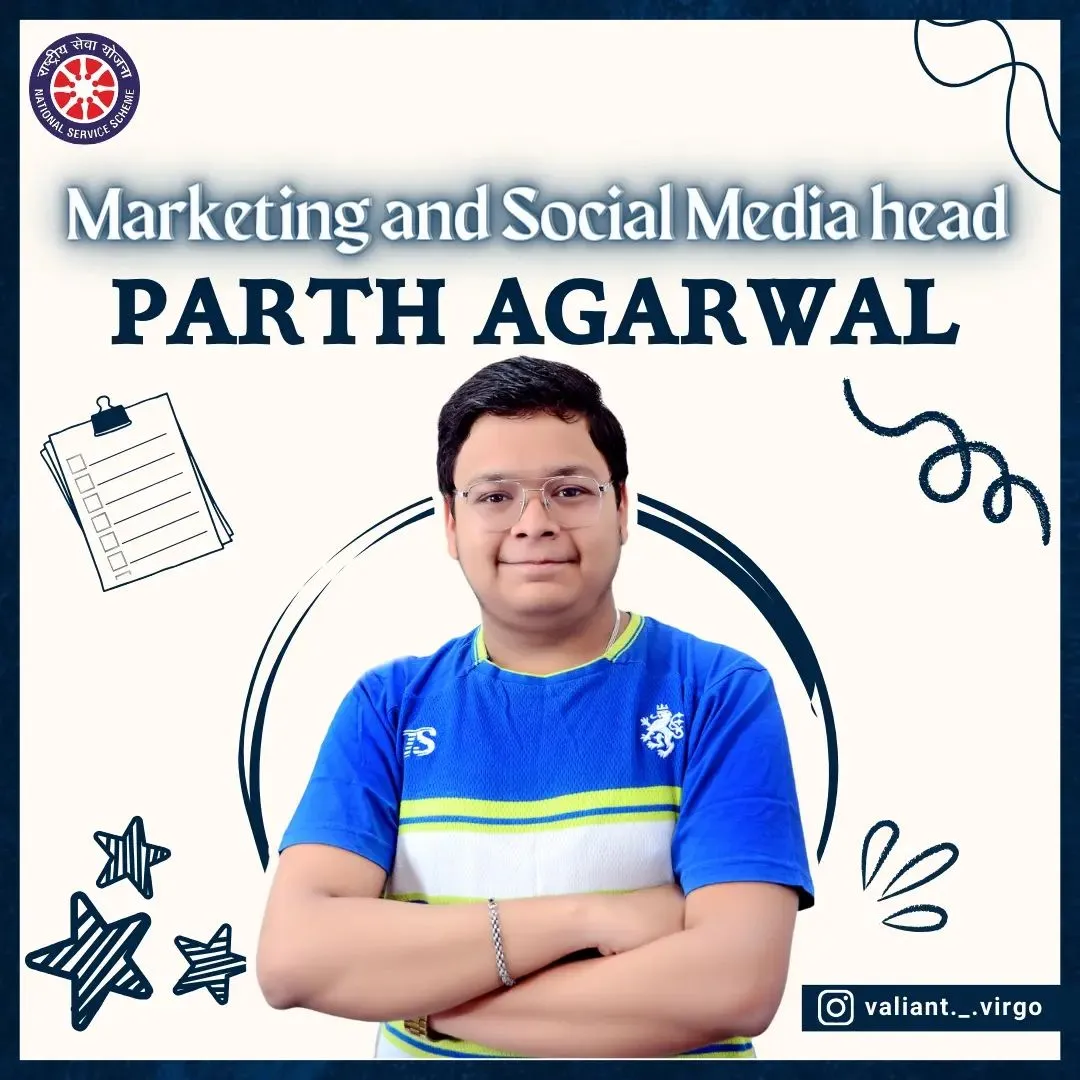 राष्ट्रीय सेवा योजना
NATIONAL SERVICE SCHEME
Marketing and Social Media head
PARTH AGARWAL
valiant._.virgo